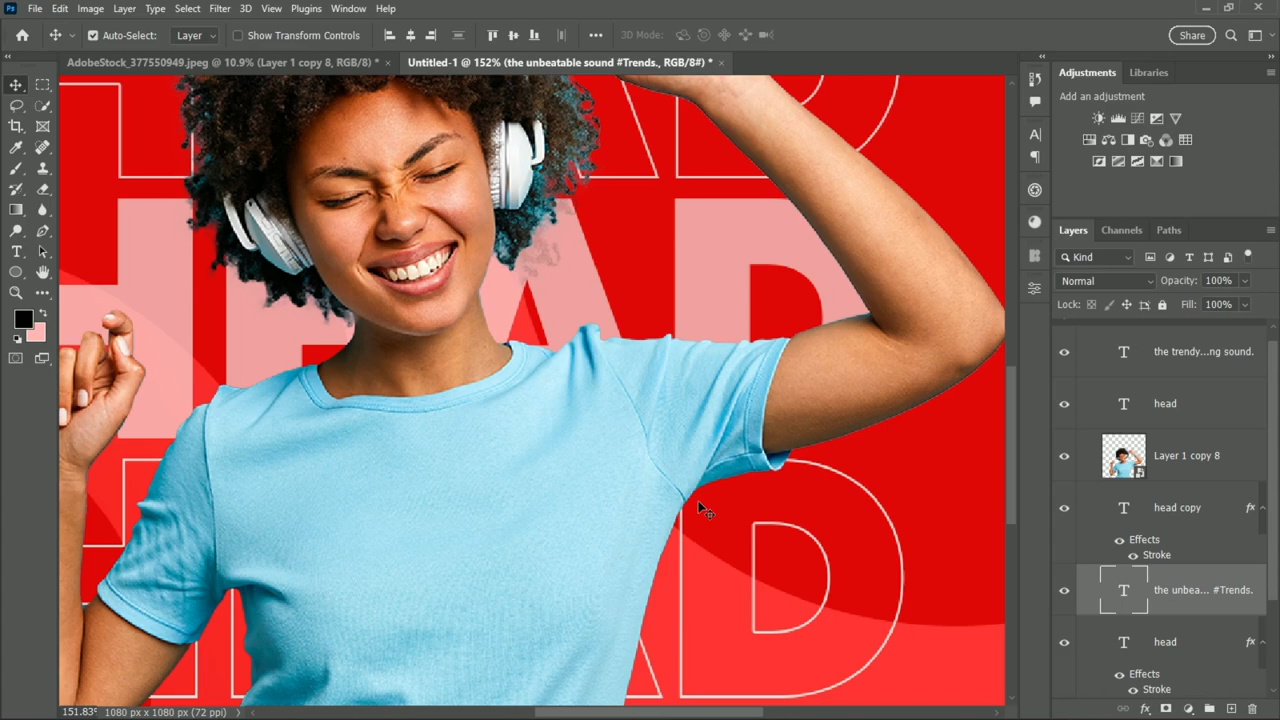 Ps File Edit Image Layer Type Select Filter 3D View Plugins Window Help
Auto-Select: Layer Show Transform Controls 3D Mode: Share
AdobeStock_377550949.jpeg @ 10.9% (Layer 1 copy 8, RGB/8) * ×
Untitled-1 @ 152% (the unbeatable sound #Trends., RGB/8#) * ×
HEAD
HEAD
HEAD
Adjustments Libraries
Add an adjustment
Layers Channels Paths
Kind
Normal Opacity: 100%
Lock: Fill: 100%
the trendy...ng sound.
head
Layer 1 copy 8
head copy fx
Effects
Stroke
the unbea... #Trends.
head fx
Effects
Stroke
151.83% 1080 px x 1080 px (72 ppi)